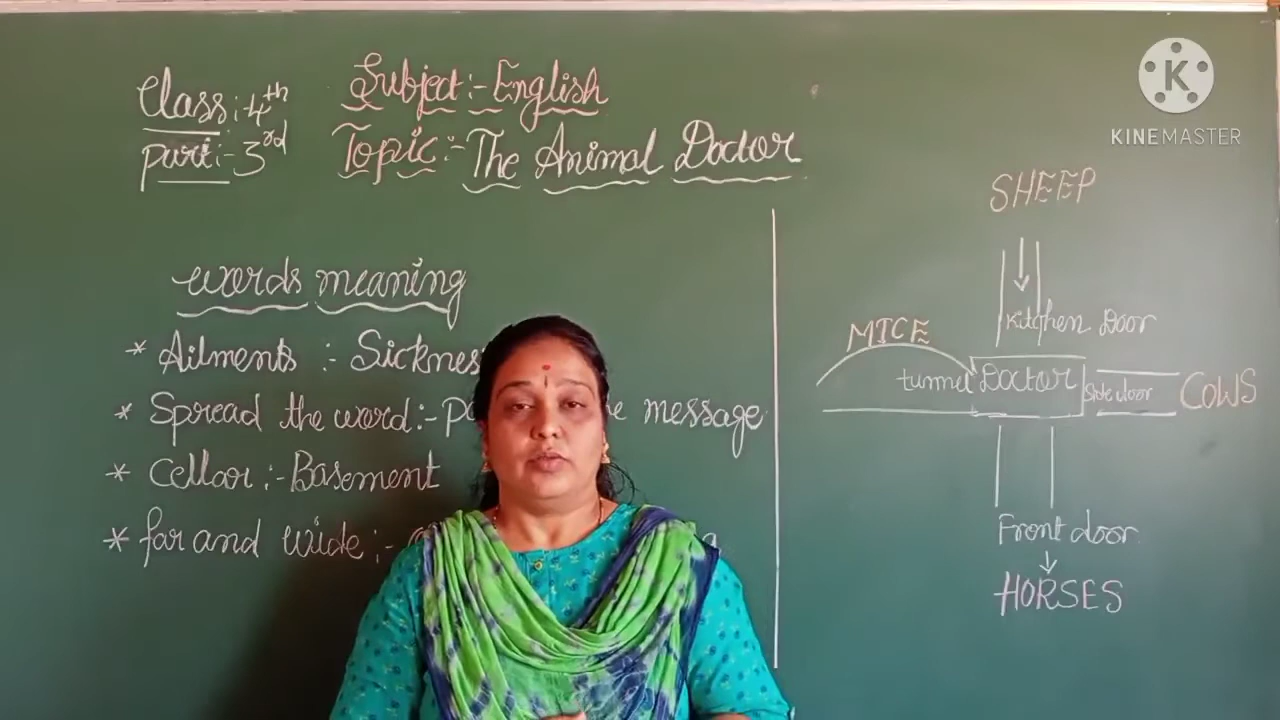 Class:- 4th
Part:- 3rd
Subject:- English
Topic:- The Animal Doctor
words meaning
* Ailments :- Sicknes
* Spread the word:- message
* Cellar:- Basement
* far and wide:-
SHEEP
Kitchen Door
MICE
tunnel Doctor Side door COWS
Front door
HORSES
K
KINEMASTER